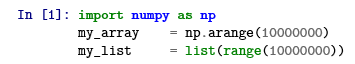 In [1]: import numpy as np
my_array = np.arange(10000000)
my_list = list(range(10000000))